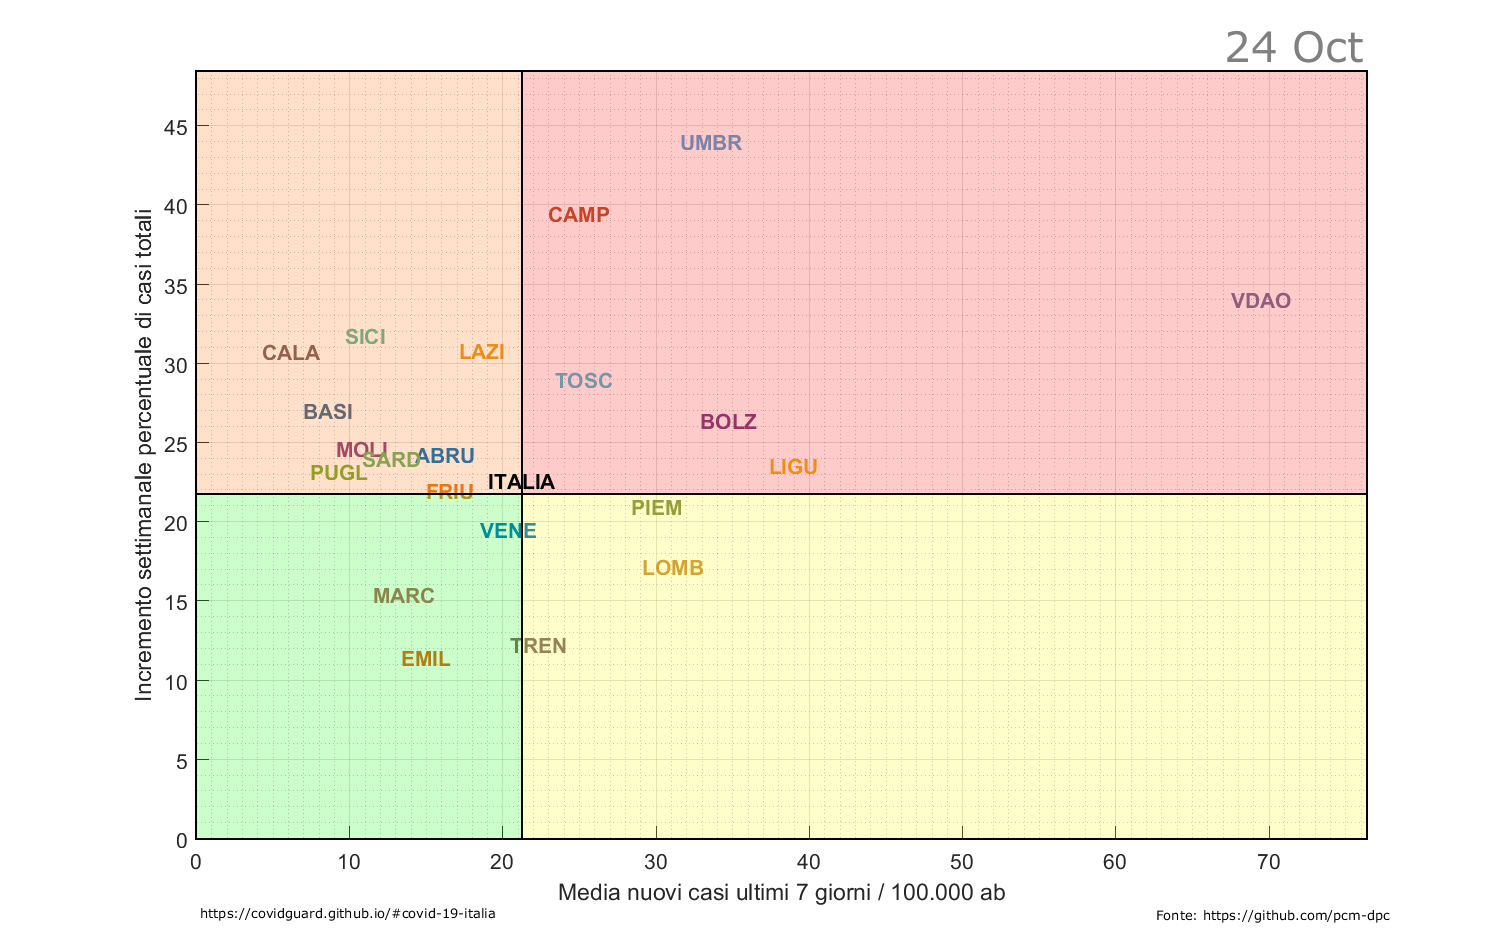 24 Oct
45
40
35
30
25
20
15
10
5
0
Incremento settimanale percentuale di casi totali
UMBR
CAMP
VDAO
SICI
CALA
LAZI
TOSC
BASI
BOLZ
MOLI
SARD
ABRU
LIGU
PUGL
ITALIA
FRIU
PIEM
VENE
LOMB
MARC
TREN
EMIL
0 10 20 30 40 50 60 70
Media nuovi casi ultimi 7 giorni / 100.000 ab
https://covidguard.github.io/#covid-19-italia
Fonte: https://github.com/pcm-dpc